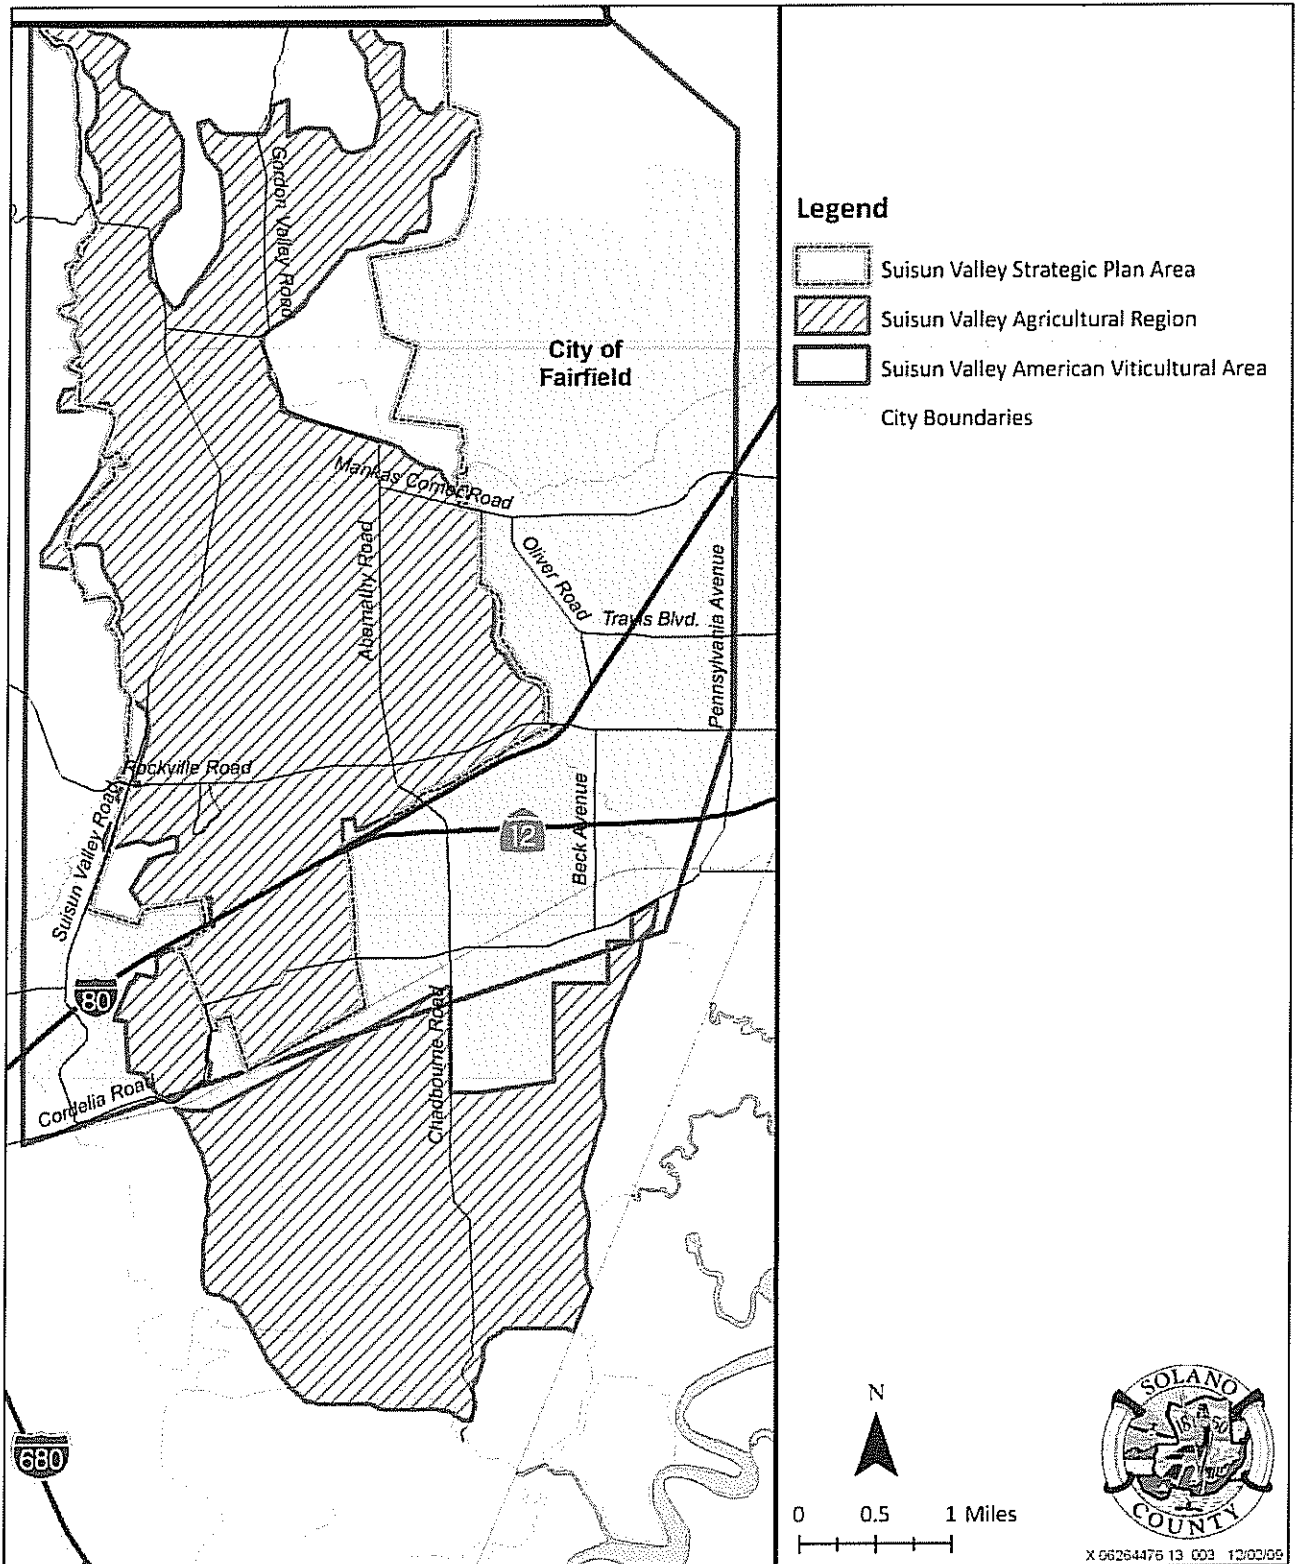 Gordon Valley Road
City of
Fairfield
Mankas Corner Road
Abernathy Road
Oliver Road
Travis Blvd.
Pennsylvania Avenue
Rockville Road
Suisun Valley Road
12
Beck Avenue
80
Cordelia Road
Chadbourne Road
680
Legend
Suisun Valley Strategic Plan Area
Suisun Valley Agricultural Region
Suisun Valley American Viticultural Area
City Boundaries
N
0 0.5 1 Miles
SOLANO
COUNTY
12/02/09